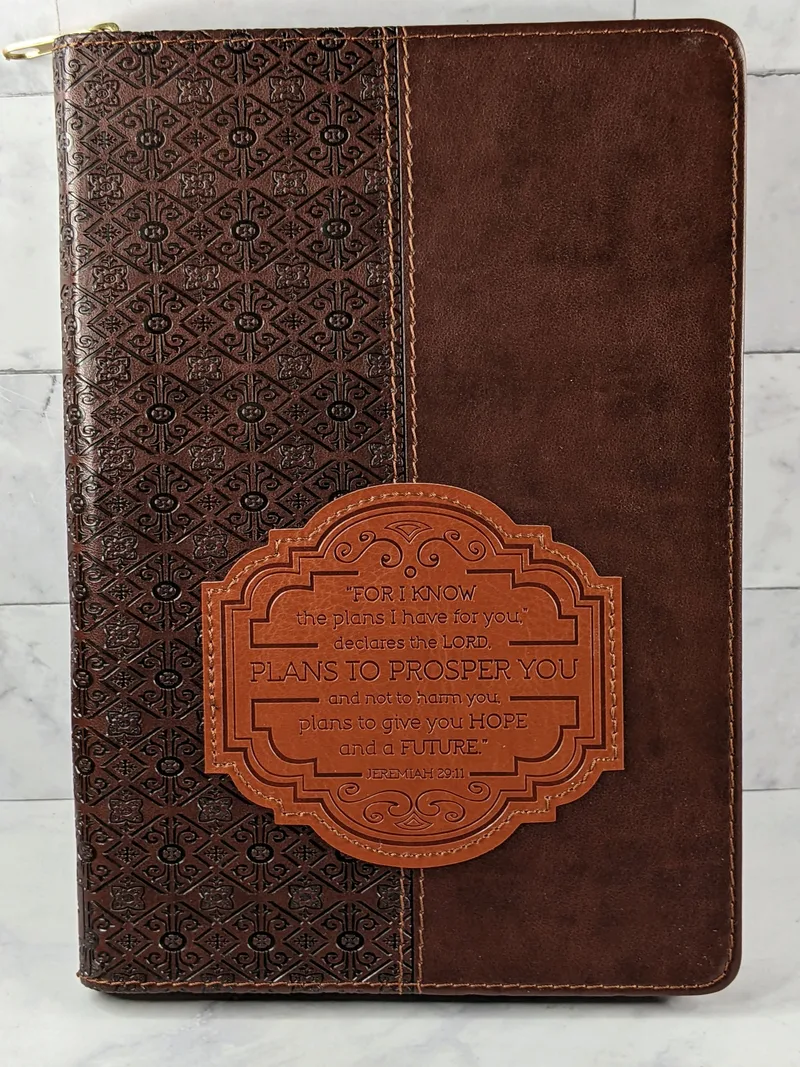 "FOR I KNOW
the plans I have for you,"
declares the LORD,
PLANS TO PROSPER YOU
and not to harm you,
plans to give you HOPE
and a FUTURE."
JEREMIAH 29:11